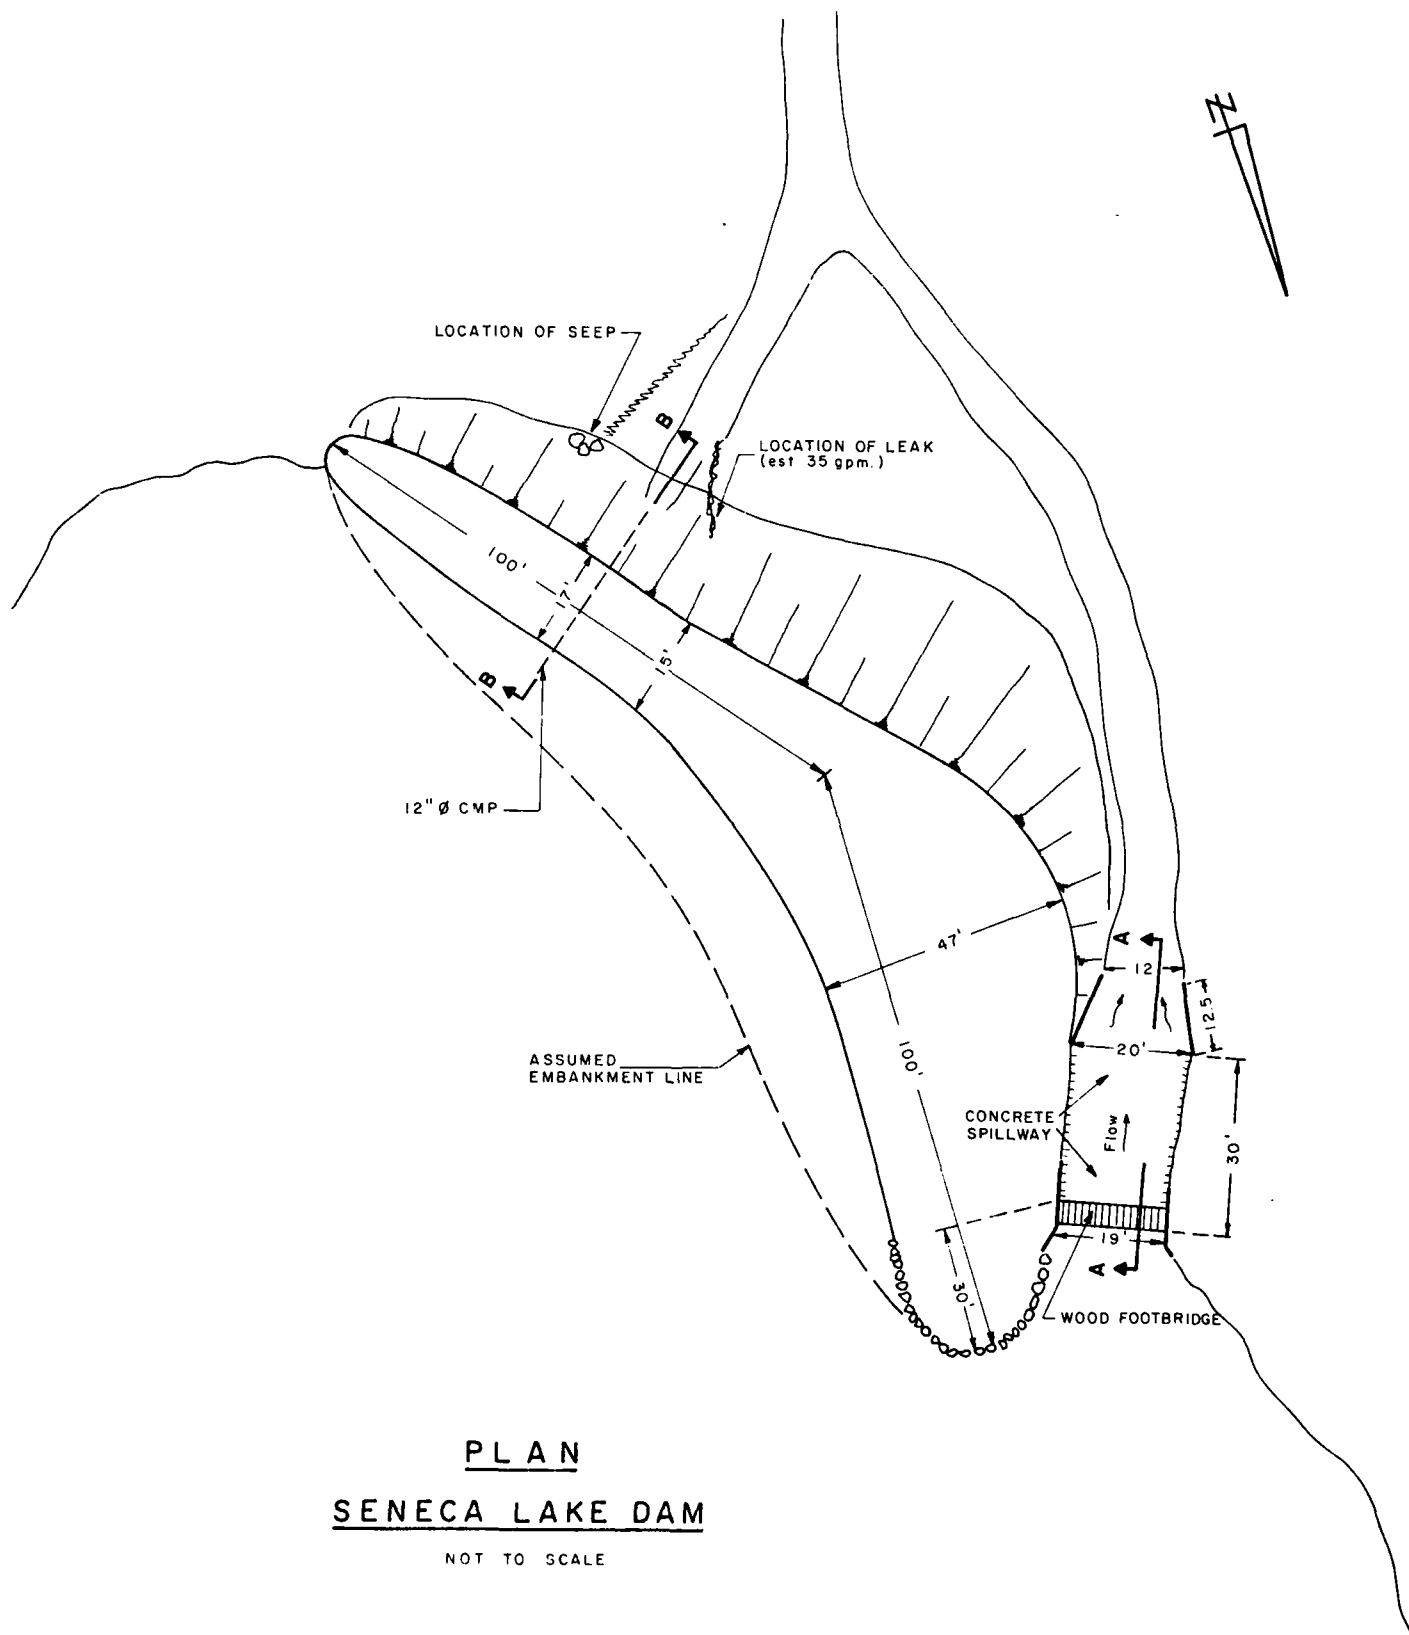 N
LOCATION OF SEEP
B
LOCATION OF LEAK
(est 35 gpm.)
100'
17'
15'
B
12" Ø CMP
47'
A
12
12.5
100'
20'
ASSUMED
EMBANKMENT LINE
CONCRETE
SPILLWAY
Flow
30'
19'
A
30'
WOOD FOOTBRIDGE
PLAN
SENECA LAKE DAM
NOT TO SCALE